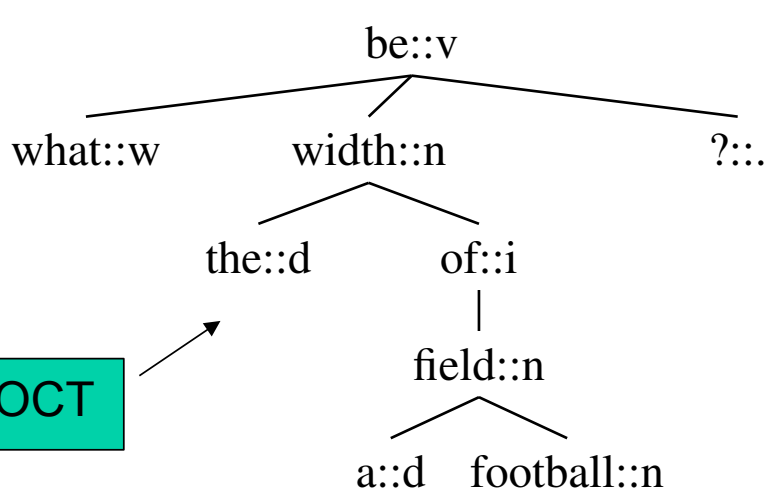 be::v
what::w width::n ?::.
the::d of::i
field::n
OCT
a::d football::n